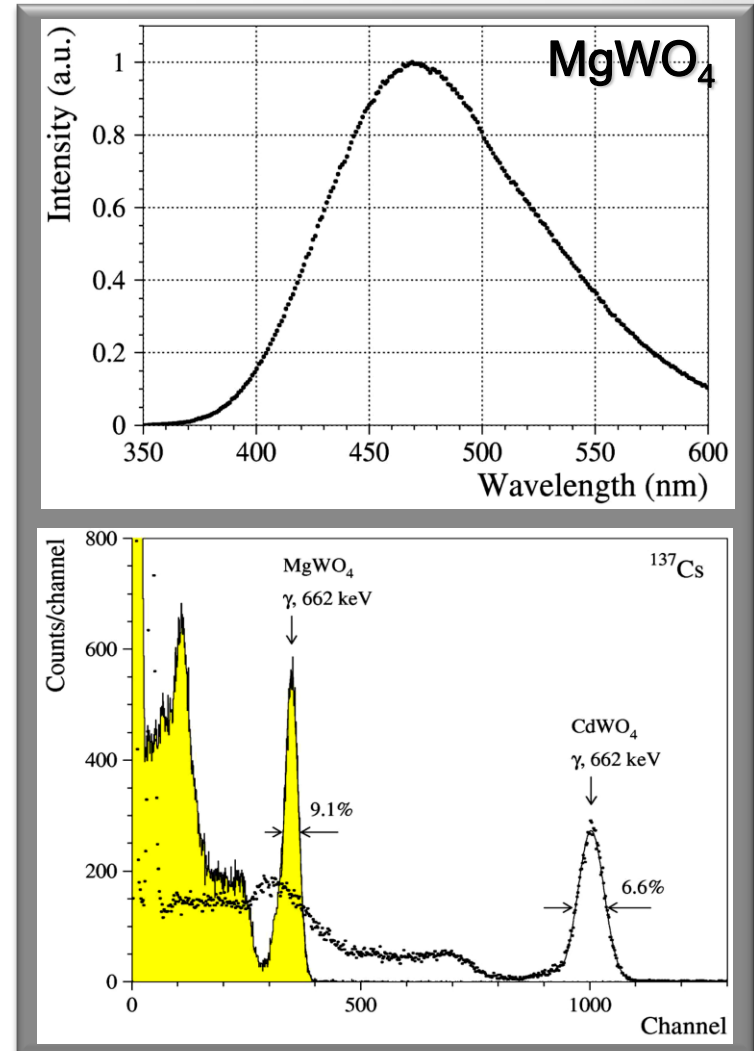 MgWO₄
Intensity (a.u.)
1
0.8
0.6
0.4
0.2
0
350 400 450 500 550 600
Wavelength (nm)
Counts/channel
800
600
400
200
0
MgWO₄
γ, 662 keV
9.1%
¹³⁷Cs
CdWO₄
γ, 662 keV
6.6%
0 500 1000
Channel